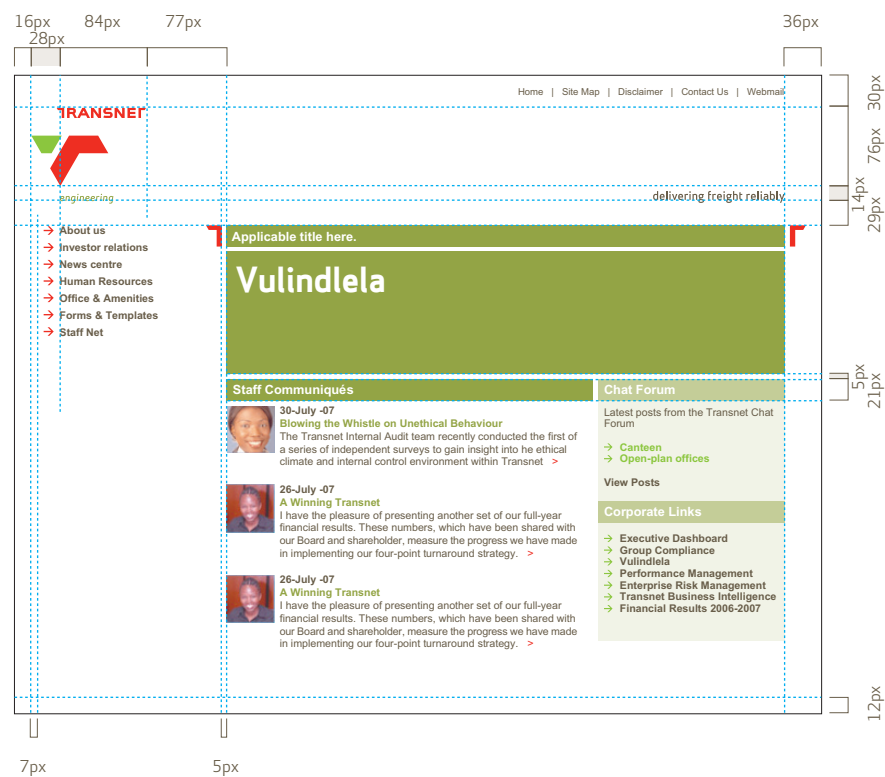 16px 84px 77px 36px
28px
30px
Home | Site Map | Disclaimer | Contact Us | Webmail
TRANSNET
76px
engineering
delivering freight reliably
14px
29px
About us
Investor relations
News centre
Human Resources
Office & Amenities
Forms & Templates
Staff Net
Applicable title here.
Vulindlela
5px
21px
Staff Communiqués
30-July -07
Blowing the Whistle on Unethical Behaviour
The Transnet Internal Audit team recently conducted the first of
a series of independent surveys to gain insight into he ethical
climate and internal control environment within Transnet >
26-July -07
A Winning Transnet
I have the pleasure of presenting another set of our full-year
financial results. These numbers, which have been shared with
our Board and shareholder, measure the progress we have made
in implementing our four-point turnaround strategy. >
26-July -07
A Winning Transnet
I have the pleasure of presenting another set of our full-year
financial results. These numbers, which have been shared with
our Board and shareholder, measure the progress we have made
in implementing our four-point turnaround strategy. >
Chat Forum
Latest posts from the Transnet Chat
Forum
Canteen
Open-plan offices
View Posts
Corporate Links
Executive Dashboard
Group Compliance
Vulindlela
Performance Management
Enterprise Risk Management
Transnet Business Intelligence
Financial Results 2006-2007
12px
7px 5px